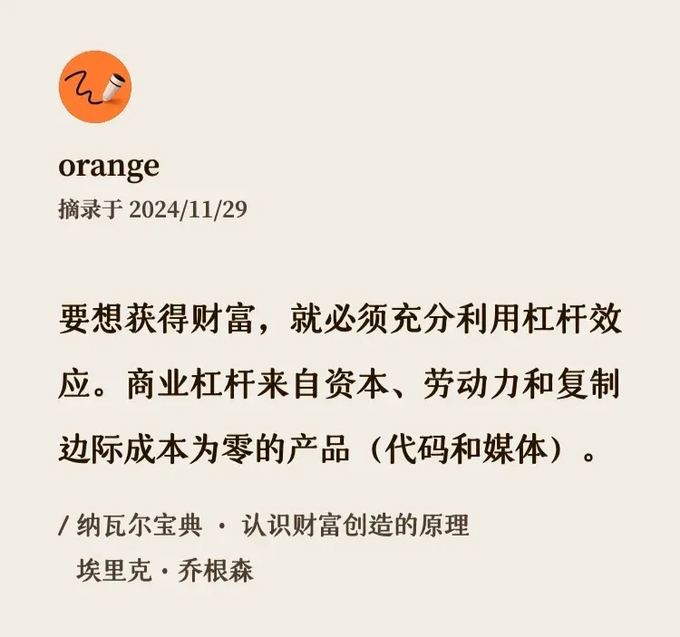 orange
摘录于 2024/11/29
要想获得财富，就必须充分利用杠杆效
应。商业杠杆来自资本、劳动力和复制
边际成本为零的产品（代码和媒体）。
/ 纳瓦尔宝典 · 认识财富创造的原理
埃里克·乔根森